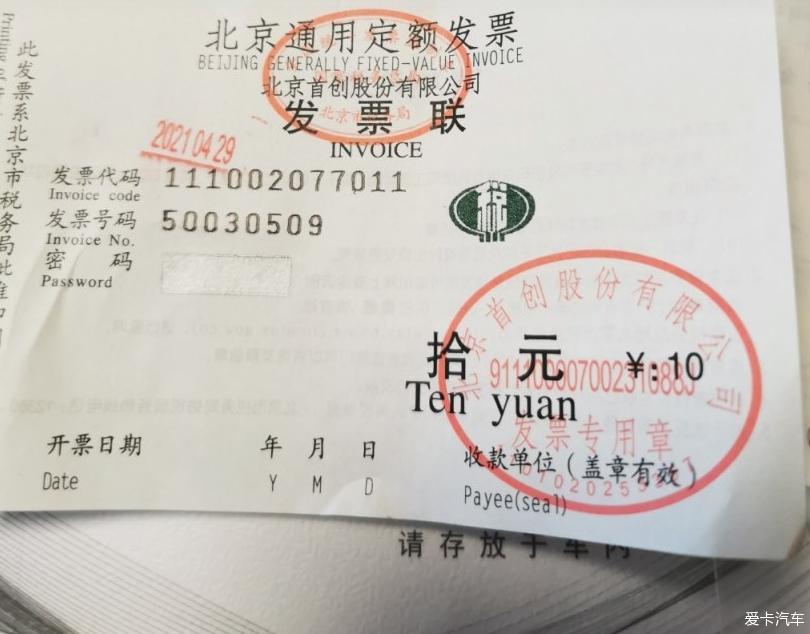 北京通用定额发票
BEIJING GENERALLY FIXED-VALUE INVOICE
北京首创股份有限公司
发票联
INVOICE
2021 04 29
发票代码 111002077011
Invoice code
发票号码 50030509
Invoice No.
密 码
Password
拾 元 ¥:10
Ten yuan
北京首创股份有限公司
发票专用章
开票日期 年 月 日
Date Y M D
收款单位(盖章有效)
Payee(seal)
此发票系北京市税务局批准印
请存放于车内
爱卡汽车